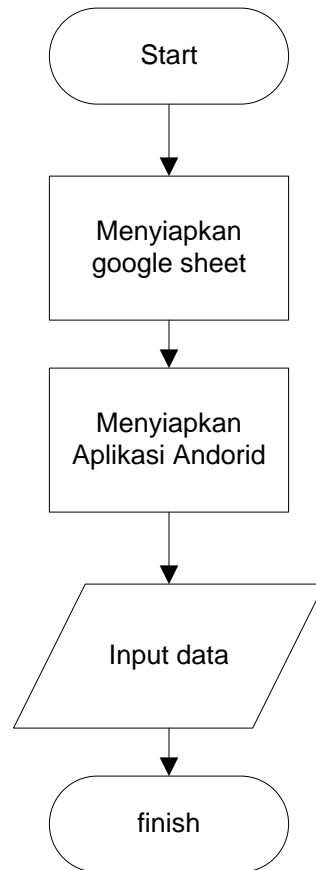 Start
Menyiapkan
google sheet
Menyiapkan
Aplikasi Andorid
Input data
finish